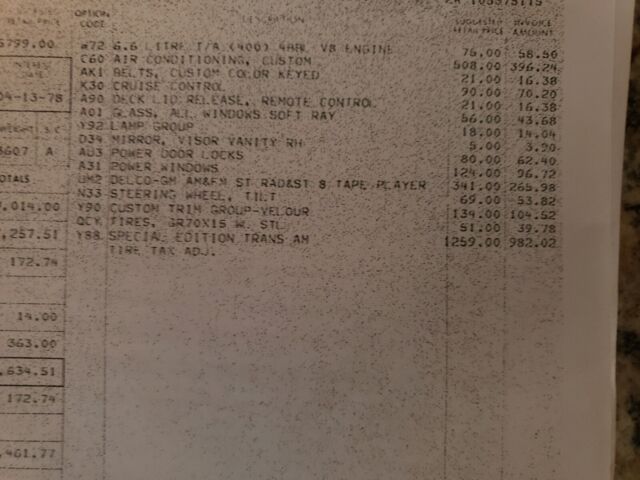 OPTION CODE DESCRIPTION SUGGESTED RETAIL PRICE INVOICE AMOUNT
5799.00
W72 6.6 LITRE T/A (400) 4BBL V8 ENGINE 76.00 58.50
C60 AIR CONDITIONING, CUSTOM 508.00 396.24
AK1 BELTS, CUSTOM COLOR KEYED 21.00 16.38
K30 CRUISE CONTROL 90.00 70.20
A90 DECK LID RELEASE, REMOTE CONTROL 21.00 16.38
A01 GLASS, ALL WINDOWS SOFT RAY 56.00 43.68
Y92 LAMP GROUP 18.00 14.04
D34 MIRROR, VISOR VANITY RH 5.00 3.90
AU3 POWER DOOR LOCKS 80.00 62.40
A31 POWER WINDOWS 124.00 96.72
UM2 DELCO-GM AM&FM ST RAD&ST 8 TAPE PLAYER 341.00 265.98
N33 STEERING WHEEL, TILT 69.00 53.82
Y90 CUSTOM TRIM GROUP-VELOUR 134.00 104.52
QCY TIRES, GR70X15 W. STL 51.00 39.78
Y88 SPECIAL EDITION TRANS AM 1259.00 982.02
TIRE TAX ADJ.
04-13-78
WEIGHT S C
3607 A
TOTALS
,014.00
,257.51
172.74
14.00
363.00
,634.51
172.74
,461.77